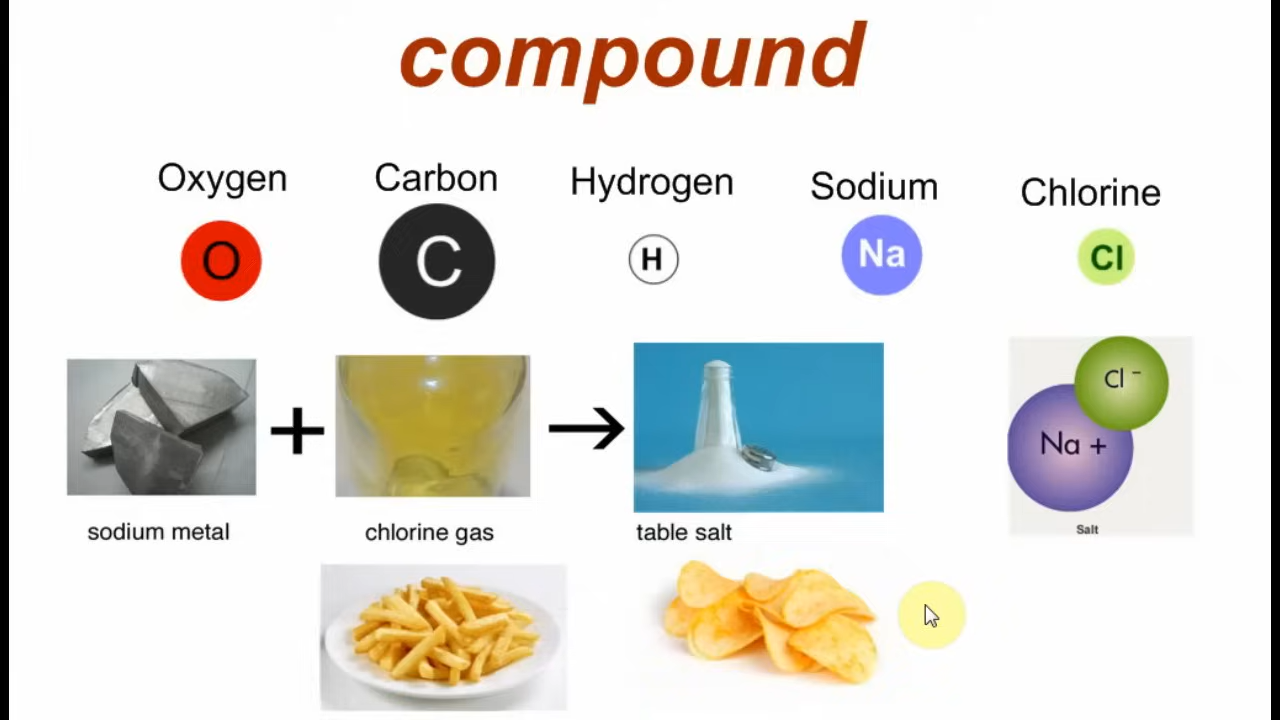 compound
Oxygen Carbon Hydrogen Sodium Chlorine
O C H Na Cl
Cl -
Na +
Salt
sodium metal chlorine gas table salt